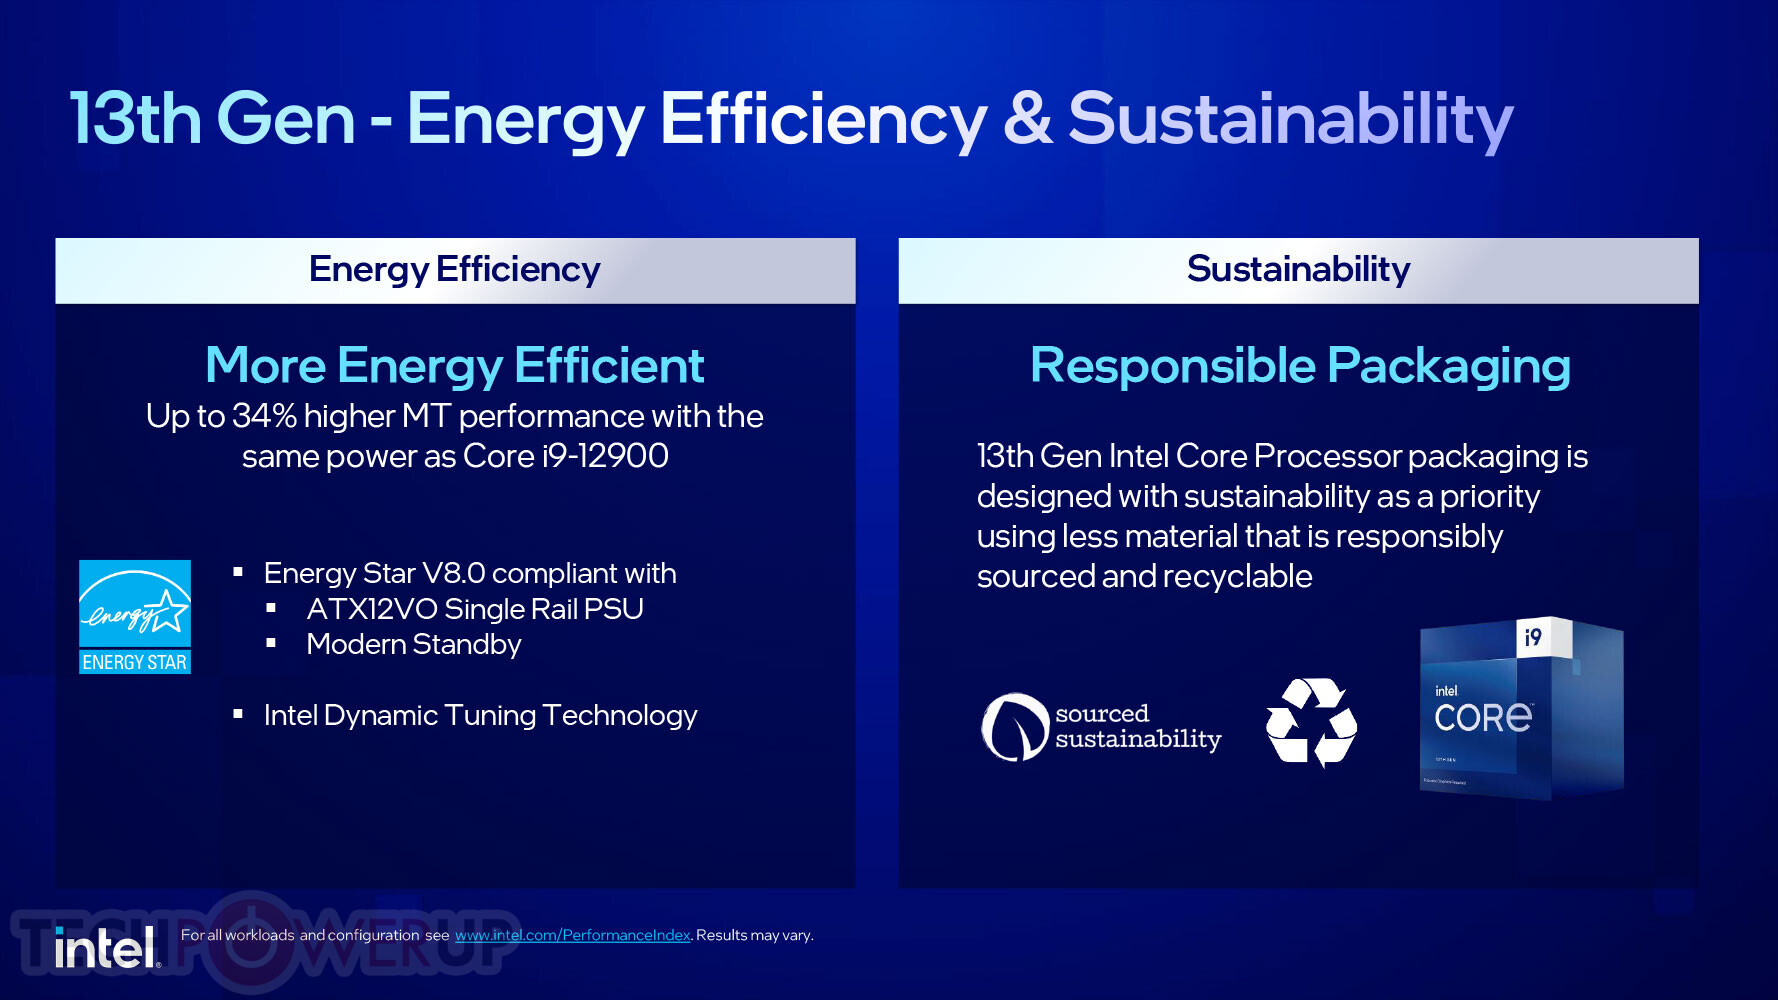 13th Gen - Energy Efficiency & Sustainability
Energy Efficiency
More Energy Efficient
Up to 34% higher MT performance with the
same power as Core i9-12900
energy
ENERGY STAR
▪ Energy Star V8.0 compliant with
▪ ATX12VO Single Rail PSU
▪ Modern Standby
▪ Intel Dynamic Tuning Technology
Sustainability
Responsible Packaging
13th Gen Intel Core Processor packaging is
designed with sustainability as a priority
using less material that is responsibly
sourced and recyclable
sourced
sustainability
i9
intel
CORe™
13TH GEN
TECHPOWERUP
intel®
For all workloads and configuration see www.intel.com/PerformanceIndex. Results may vary.